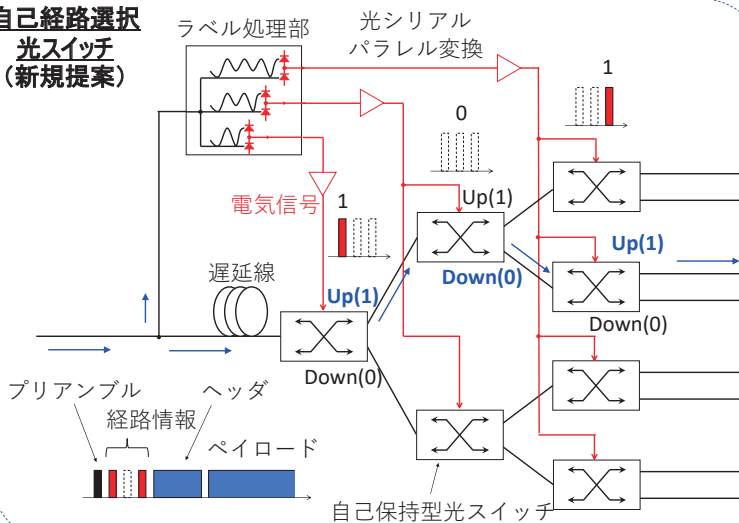 自己経路選択
光スイッチ
（新規提案）
ラベル処理部
光シリアル
パラレル変換
1
0
電気信号
1
Up(1)
遅延線
Up(1)
Down(0)
Up(1)
Down(0)
Down(0)
プリアンブル
ヘッダ
経路情報
ペイロード
自己保持型光スイッチ